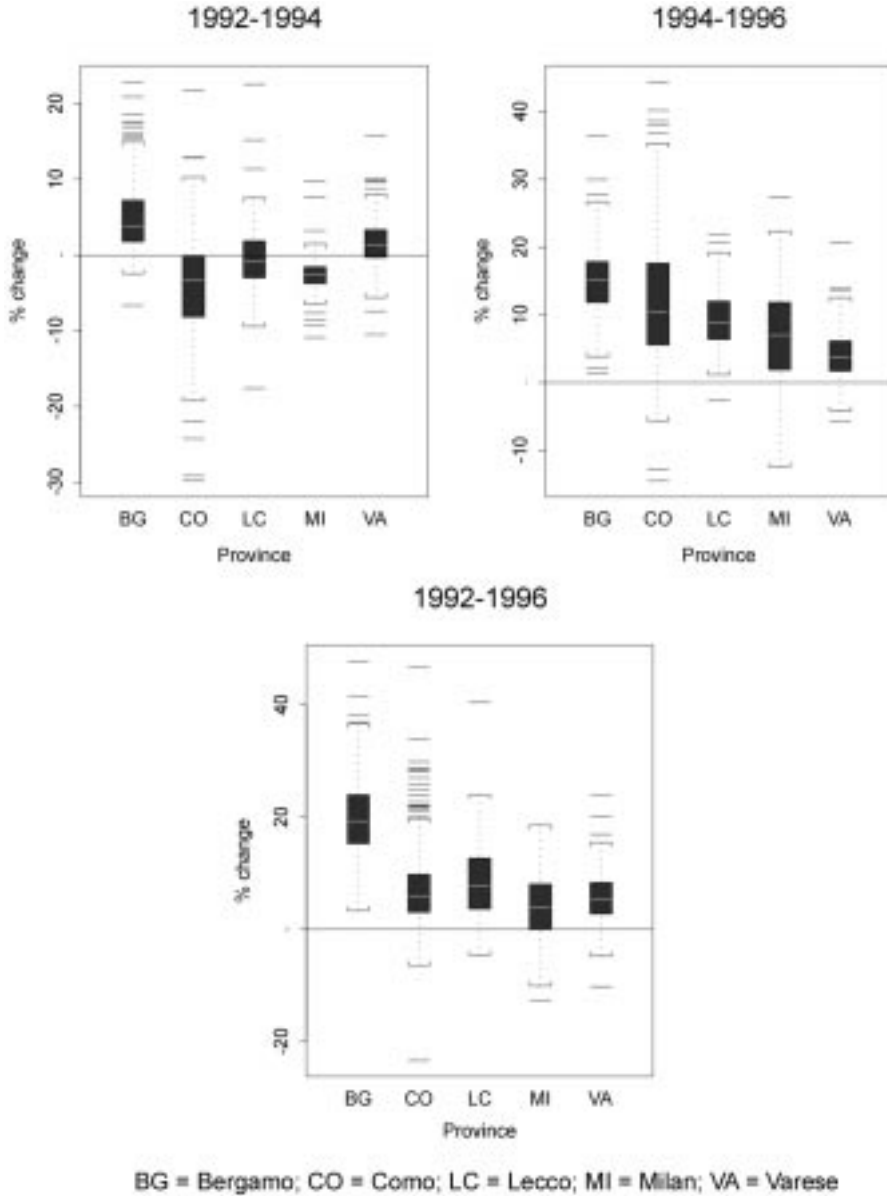 1992-1994
% change
20
10
-
-10
-20
-30
BG CO LC MI VA
Province
1994-1996
% change
40
30
20
10
-
-10
BG CO LC MI VA
Province
1992-1996
% change
40
20
-
-20
BG CO LC MI VA
Province
BG = Bergamo; CO = Como; LC = Lecco; MI = Milan; VA = Varese